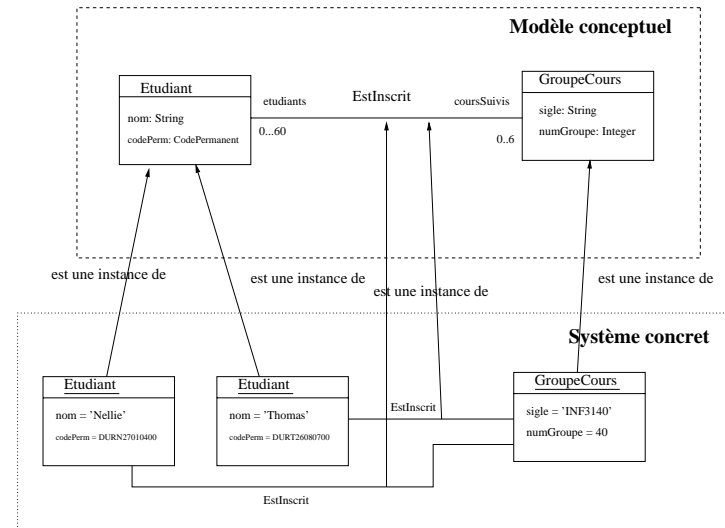 Modèle conceptuel
Etudiant
nom: String
codePerm: CodePermanent
etudiants
0...60
EstInscrit
coursSuivis
0..6
GroupeCours
sigle: String
numGroupe: Integer
est une instance de
est une instance de
est une instance de
est une instance de
Système concret
Etudiant
nom = 'Nellie'
codePerm = DURN27010400
Etudiant
nom = 'Thomas'
codePerm = DURT26080700
EstInscrit
GroupeCours
sigle = 'INF3140'
numGroupe = 40
EstInscrit